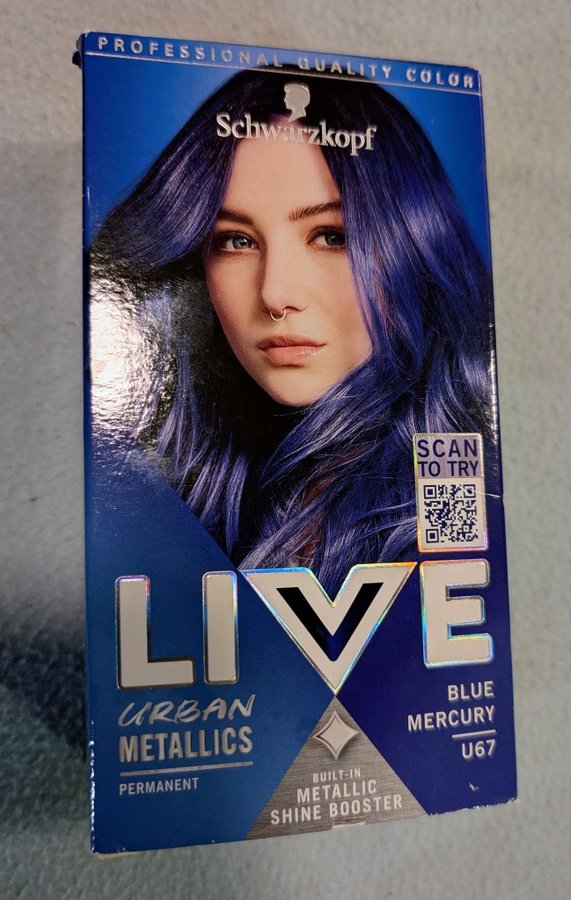 PROFESSIONAL QUALITY COLOR
Schwarzkopf
SCAN
TO TRY
LIVE
URBAN
METALLICS
PERMANENT
BLUE
MERCURY
U67
BUILT-IN
METALLIC
SHINE BOOSTER